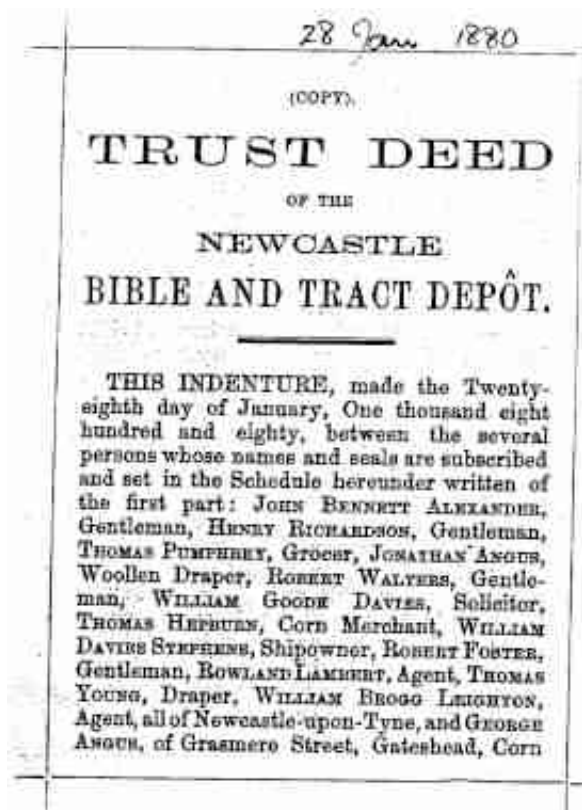 28 Jan 1880
(COPY).
TRUST DEED
OF THE
NEWCASTLE
BIBLE AND TRACT DEPÔT.
THIS INDENTURE, made the Twenty-
eighth day of January, One thousand eight
hundred and eighty, between the several
persons whose names and seals are subscribed
and set in the Schedule hereunder written of
the first part: JOHN BENNETT ALEXANDER,
Gentleman, HENRY RICHARDSON, Gentleman,
THOMAS PUMPHREY, Grocer, JONATHAN ANGUS,
Woollen Draper, ROBERT WALTERS, Gentle-
man, WILLIAM GOODE DAVIES, Solicitor,
THOMAS HEPBURN, Corn Merchant, WILLIAM
DAVIES STEPHENS, Shipowner, ROBERT FOSTER,
Gentleman, ROWLAND LAMBERT, Agent, THOMAS
YOUNG, Draper, WILLIAM BROGG LEIGHTON,
Agent, all of Newcastle-upon-Tyne, and GEORGE
ANGUS, of Grasmere Street, Gateshead, Corn